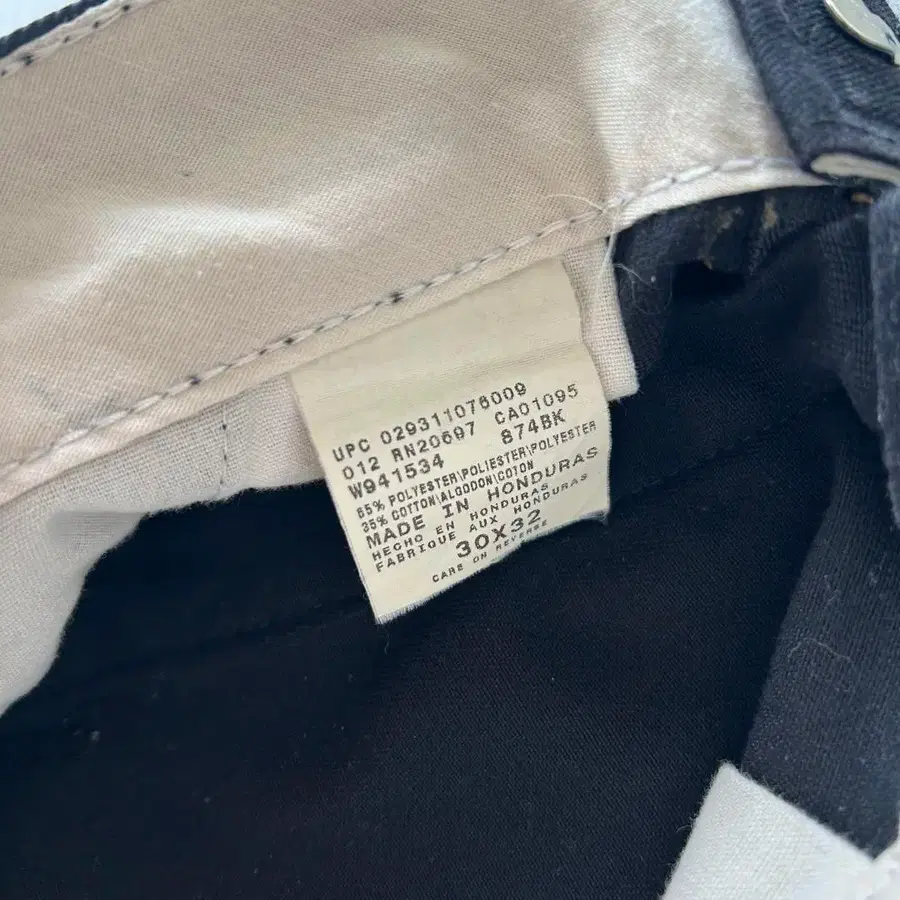 UPC 029311076009
012 RN20697 CA01095
W941534 874BK
65% POLYESTER\POLIESTER\POLYESTER
35% COTTON\ALGODON\COTON
MADE IN HONDURAS
HECHO EN HONDURAS
FABRIQUE AUX HONDURAS
30X32
CARE ON REVERSE